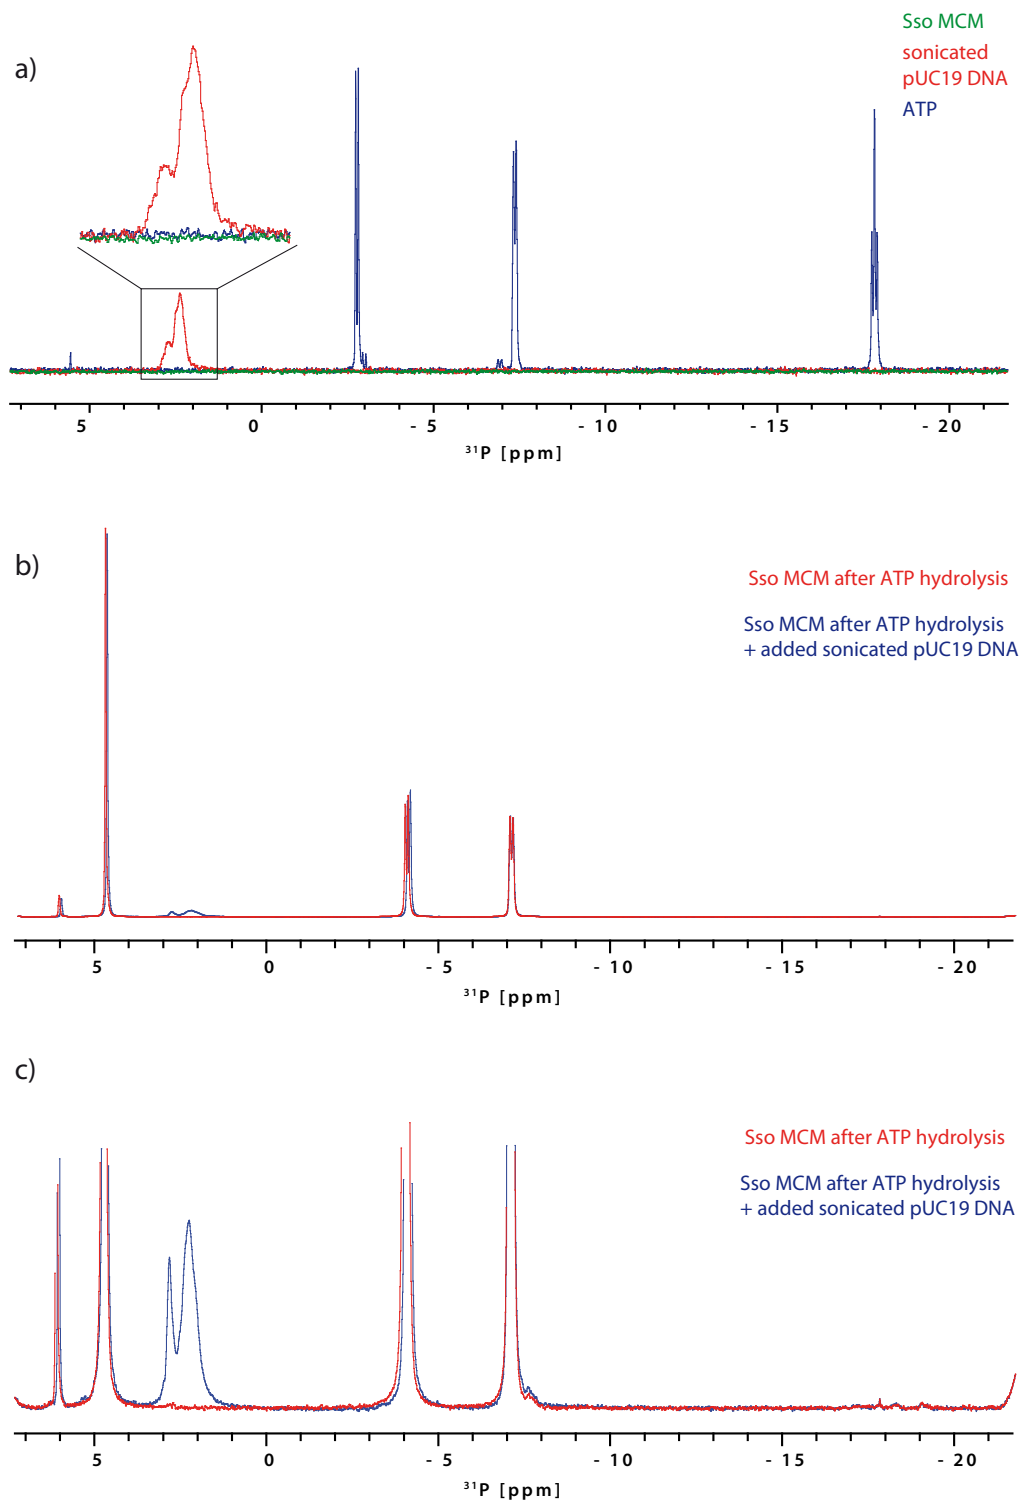 a)
Sso MCM
sonicated
pUC19 DNA
ATP
5 0 - 5 - 10 - 15 - 20
³¹P [ppm]
b)
Sso MCM after ATP hydrolysis
Sso MCM after ATP hydrolysis
+ added sonicated pUC19 DNA
5 0 - 5 - 10 - 15 - 20
³¹P [ppm]
c)
Sso MCM after ATP hydrolysis
Sso MCM after ATP hydrolysis
+ added sonicated pUC19 DNA
5 0 - 5 - 10 - 15 - 20
³¹P [ppm]